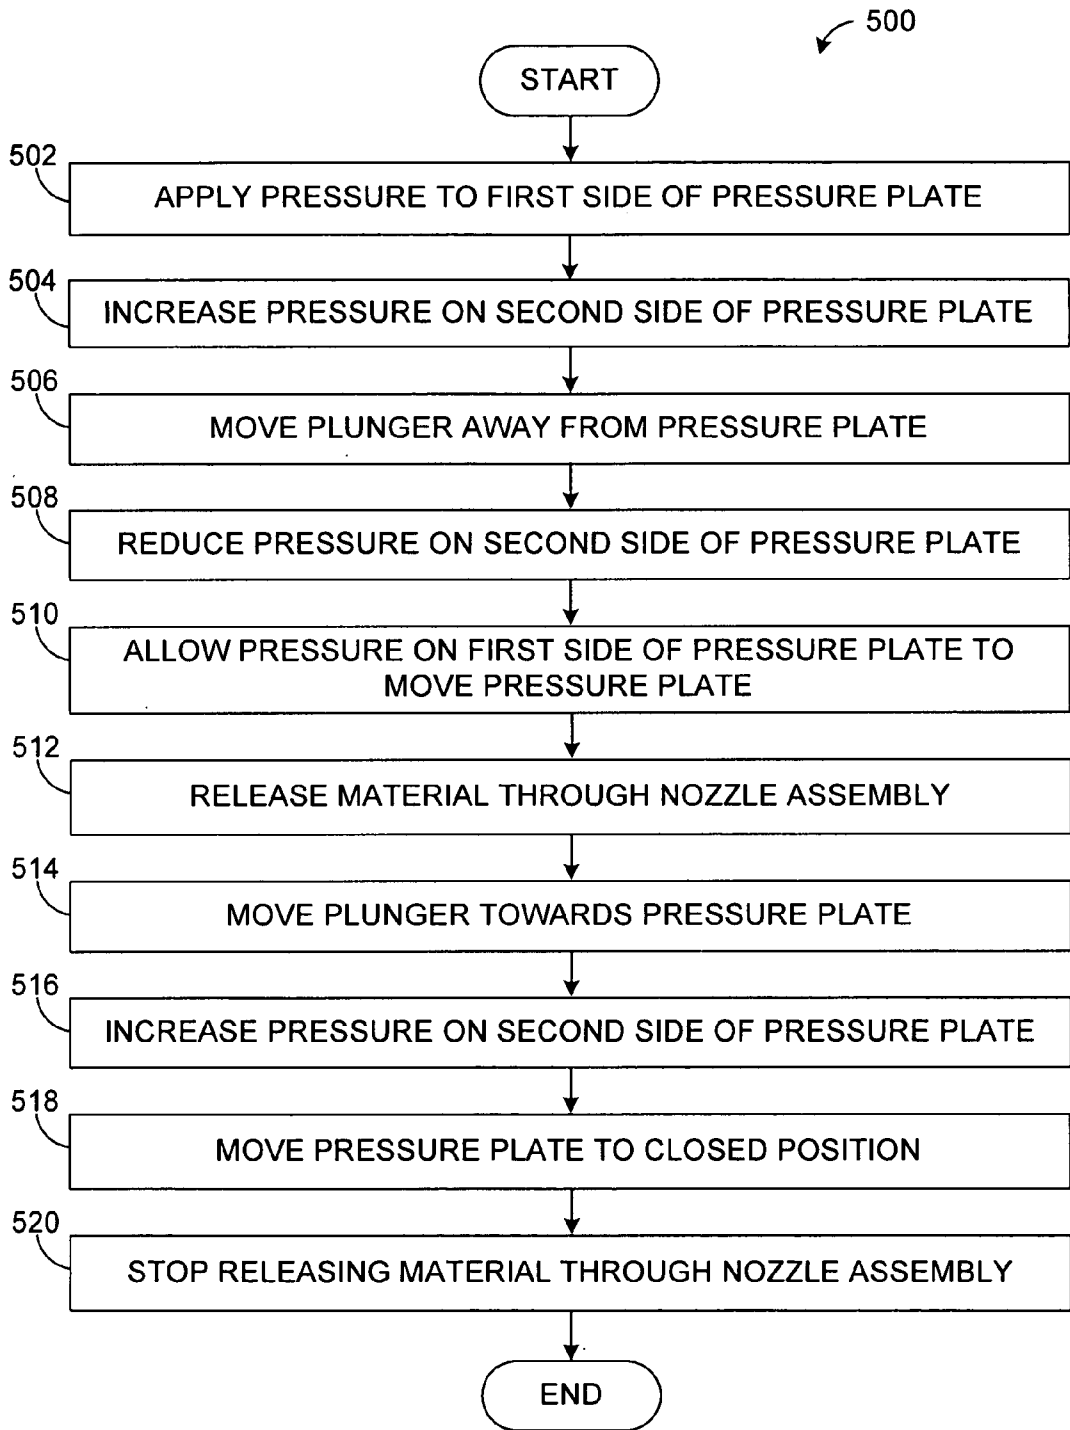 500
START
502
APPLY PRESSURE TO FIRST SIDE OF PRESSURE PLATE
504
INCREASE PRESSURE ON SECOND SIDE OF PRESSURE PLATE
506
MOVE PLUNGER AWAY FROM PRESSURE PLATE
508
REDUCE PRESSURE ON SECOND SIDE OF PRESSURE PLATE
510
ALLOW PRESSURE ON FIRST SIDE OF PRESSURE PLATE TO
MOVE PRESSURE PLATE
512
RELEASE MATERIAL THROUGH NOZZLE ASSEMBLY
514
MOVE PLUNGER TOWARDS PRESSURE PLATE
516
INCREASE PRESSURE ON SECOND SIDE OF PRESSURE PLATE
518
MOVE PRESSURE PLATE TO CLOSED POSITION
520
STOP RELEASING MATERIAL THROUGH NOZZLE ASSEMBLY
END